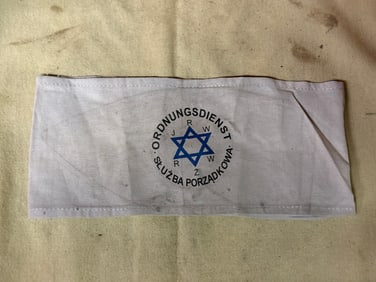 ORDNUNGSDIENST
SŁUŻBA PORZĄDKOWA
R
J W
R W
Z